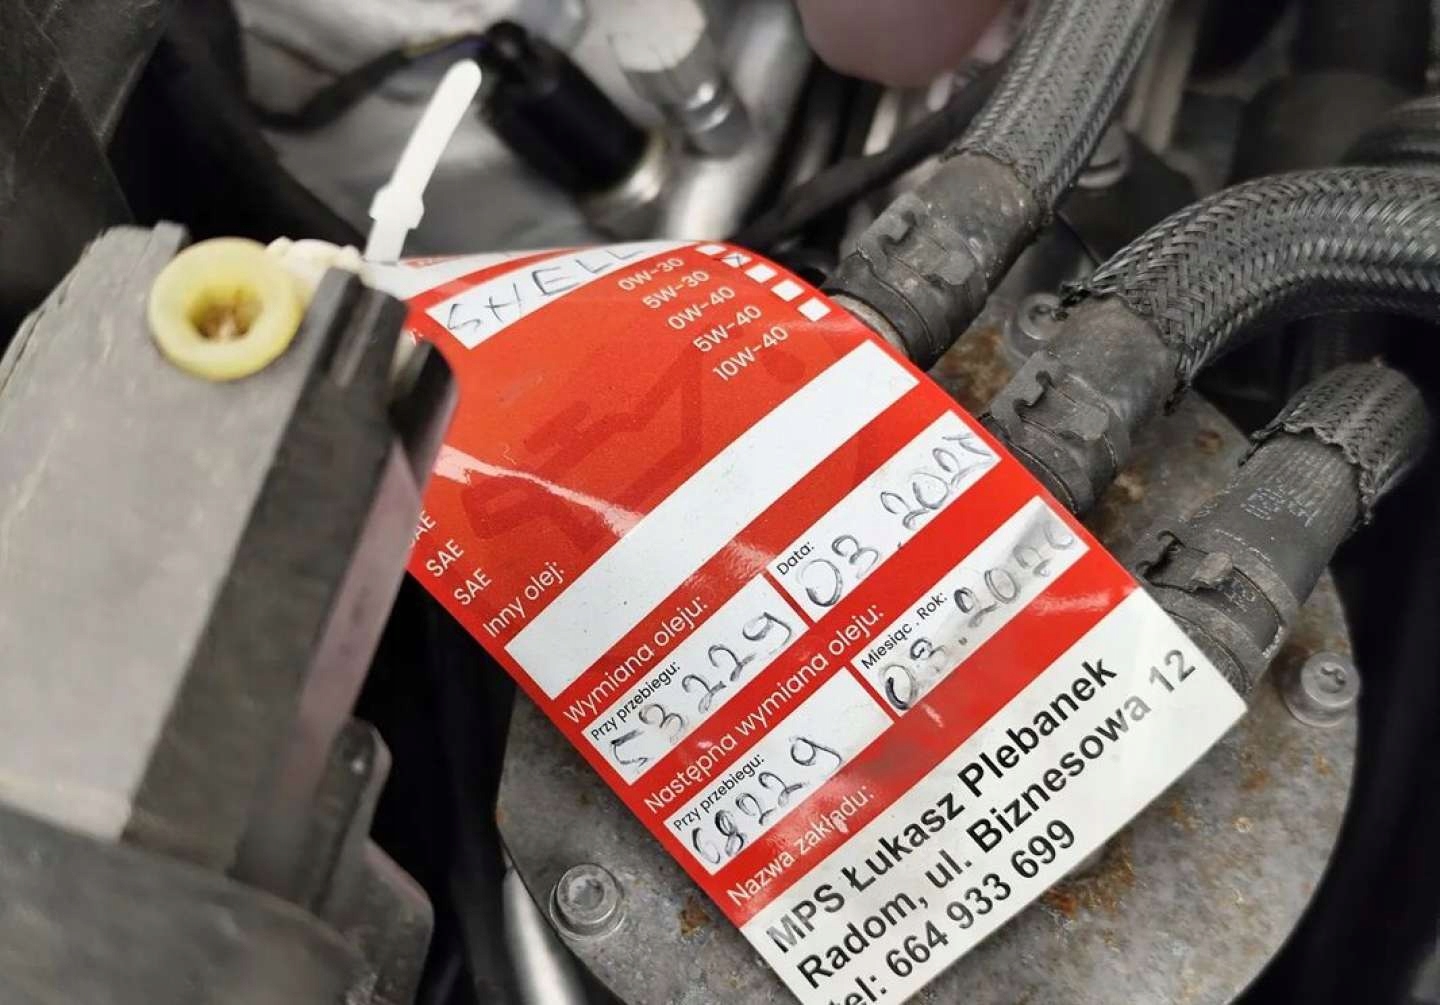 SHELL
0W-30
5W-30
0W-40
5W-40
10W-40
SAE
SAE
Inny olej:
Wymiana oleju:
Przy przebiegu:
53229
Data:
03.2025
Następna wymiana oleju:
Przy przebiegu:
68229
Miesiąc . Rok:
03.2026
Nazwa zakładu:
MPS Łukasz Plebanek
Radom, ul. Biznesowa 12
tel: 664 933 699